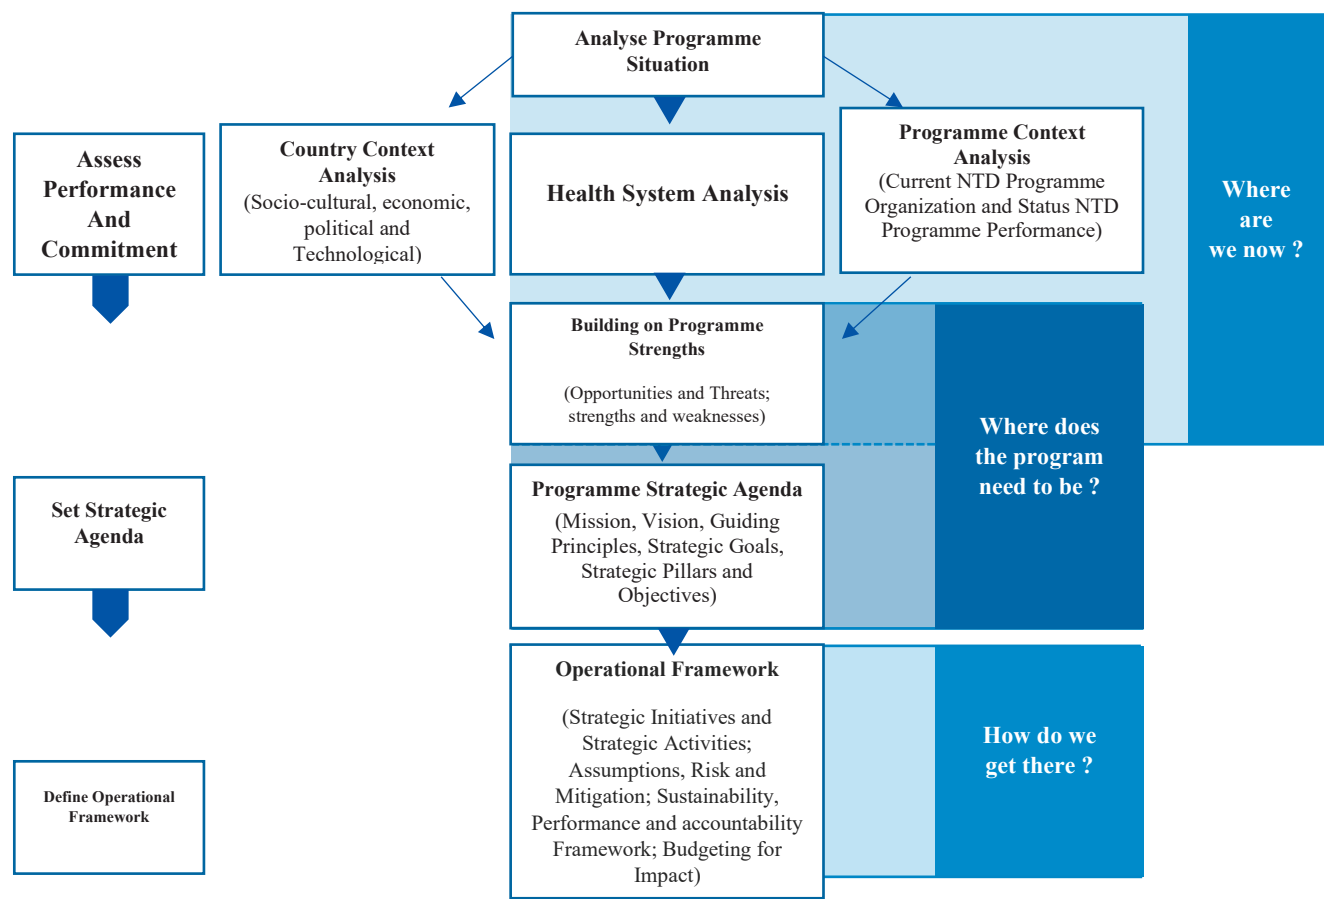 Analyse Programme
Situation
Assess
Performance
And
Commitment
Country Context
Analysis
(Socio-cultural, economic,
political and
Technological)
Health System Analysis
Programme Context
Analysis
(Current NTD Programme
Organization and Status NTD
Programme Performance)
Where
are
we now ?
Building on Programme
Strengths
(Opportunities and Threats;
strengths and weaknesses)
Where does
the program
need to be ?
Set Strategic
Agenda
Programme Strategic Agenda
(Mission, Vision, Guiding
Principles, Strategic Goals,
Strategic Pillars and
Objectives)
Define Operational
Framework
Operational Framework
(Strategic Initiatives and
Strategic Activities;
Assumptions, Risk and
Mitigation; Sustainability,
Performance and accountability
Framework; Budgeting for
Impact)
How do we
get there ?